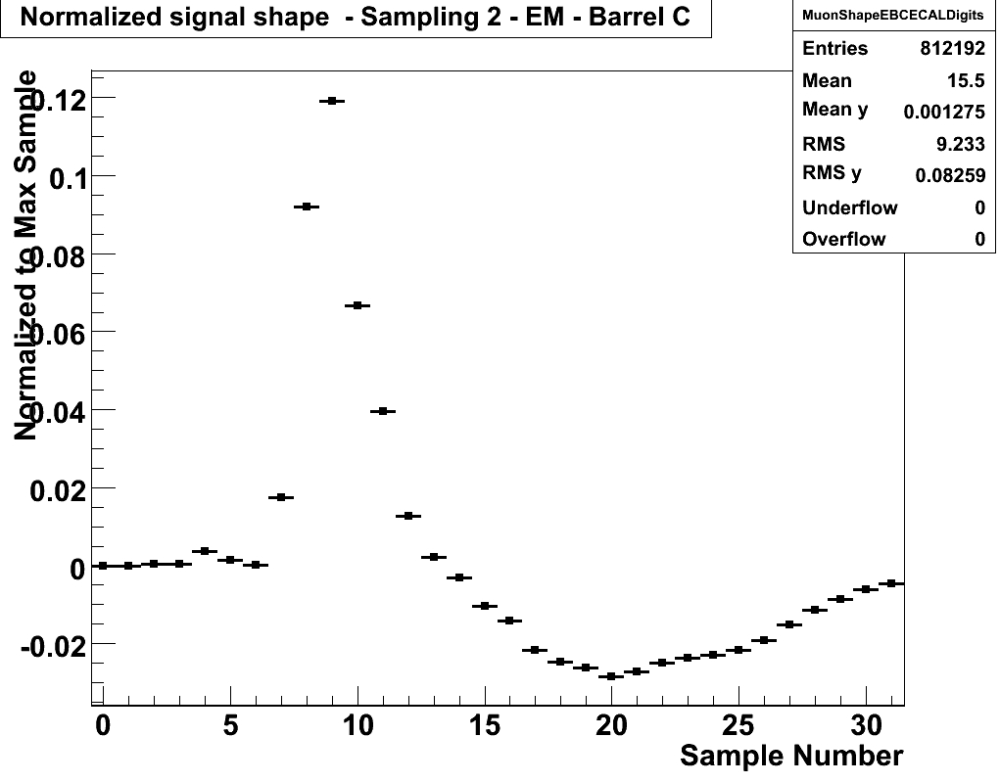 Normalized signal shape - Sampling 2 - EM - Barrel C
MuonShapeEBCECALDigits
Entries 812192
Mean 15.5
Mean y 0.001275
RMS 9.233
RMS y 0.08259
Underflow 0
Overflow 0
Normalized to Max Sample
0.12
0.1
0.08
0.06
0.04
0.02
0
-0.02
0 5 10 15 20 25 30
Sample Number